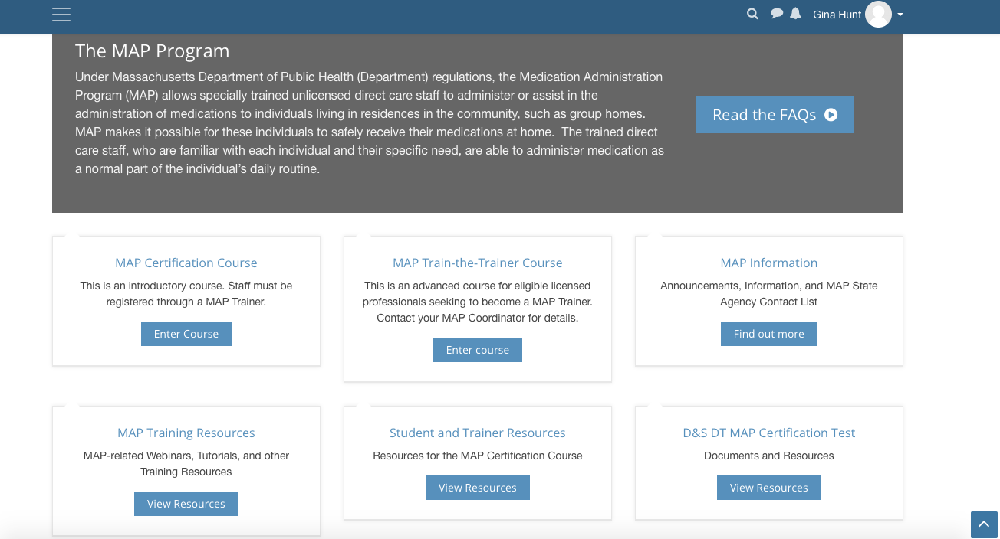 Gina Hunt
The MAP Program
Under Massachusetts Department of Public Health (Department) regulations, the Medication Administration
Program (MAP) allows specially trained unlicensed direct care staff to administer or assist in the
administration of medications to individuals living in residences in the community, such as group homes.
MAP makes it possible for these individuals to safely receive their medications at home.  The trained direct
care staff, who are familiar with each individual and their specific need, are able to administer medication as
a normal part of the individual’s daily routine.
Read the FAQs
MAP Certification Course
This is an introductory course. Staff must be
registered through a MAP Trainer.
Enter Course
MAP Train-the-Trainer Course
This is an advanced course for eligible licensed
professionals seeking to become a MAP Trainer.
Contact your MAP Coordinator for details.
Enter course
MAP Information
Announcements, Information, and MAP State
Agency Contact List
Find out more
MAP Training Resources
MAP-related Webinars, Tutorials, and other
Training Resources
View Resources
Student and Trainer Resources
Resources for the MAP Certification Course
View Resources
D&S DT MAP Certification Test
Documents and Resources
View Resources